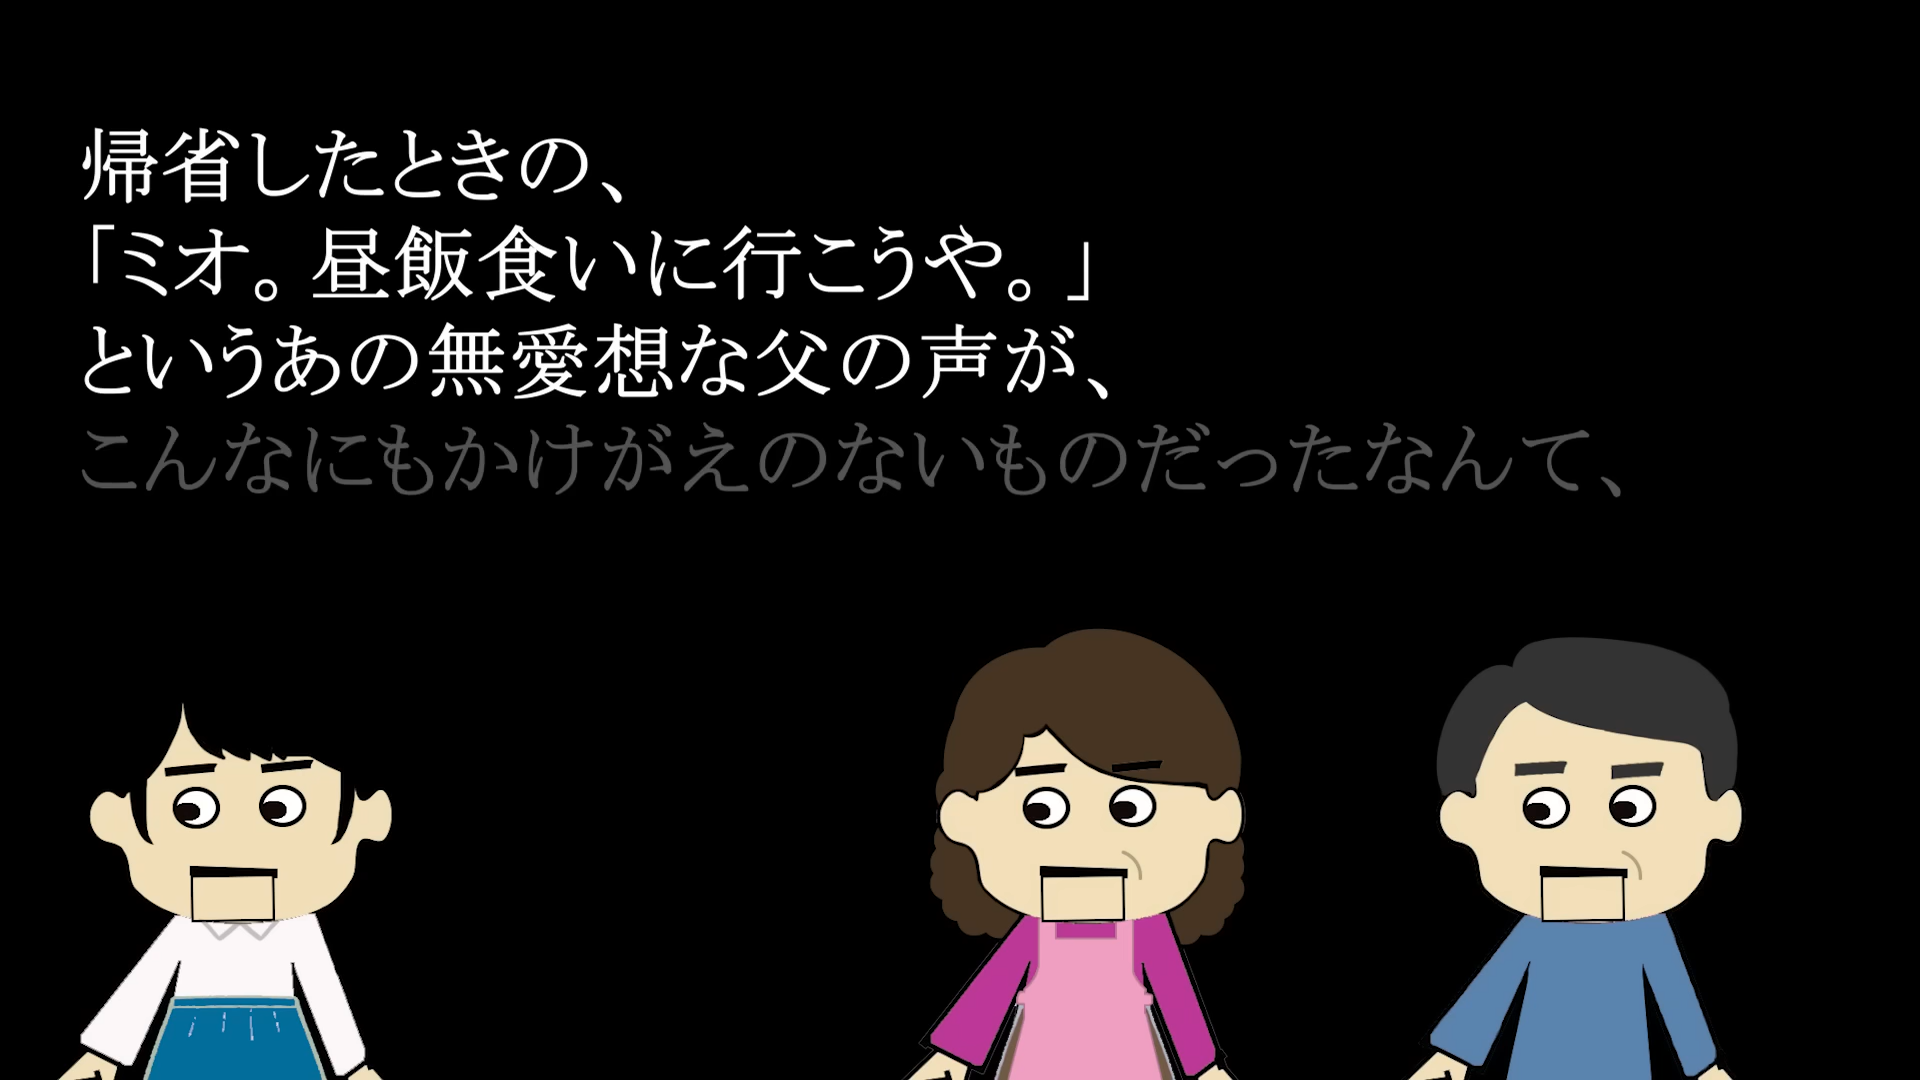 帰省したときの、
「ミオ。昼飯食いに行こうや。」
というあの無愛想な父の声が、
こんなにもかけがえのないものだったなんて、